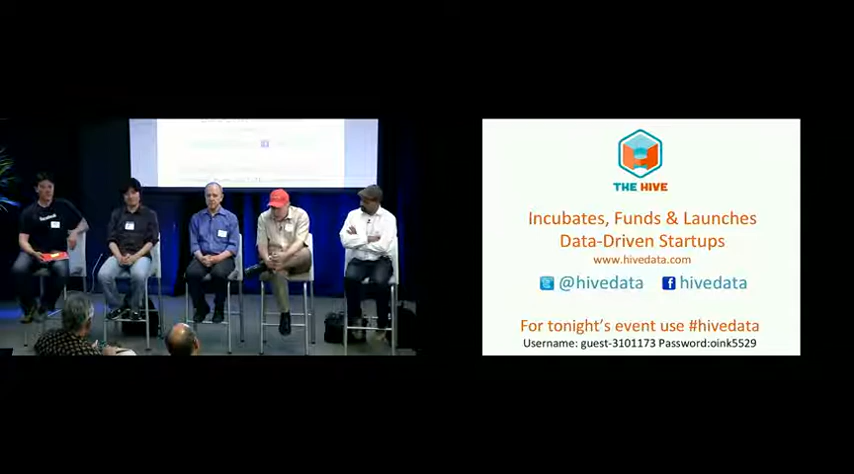 THE HIVE
Incubates, Funds & Launches
Data-Driven Startups
www.hivedata.com
@hivedata hivedata
For tonight's event use #hivedata
Username: guest-3101173 Password:oink5529